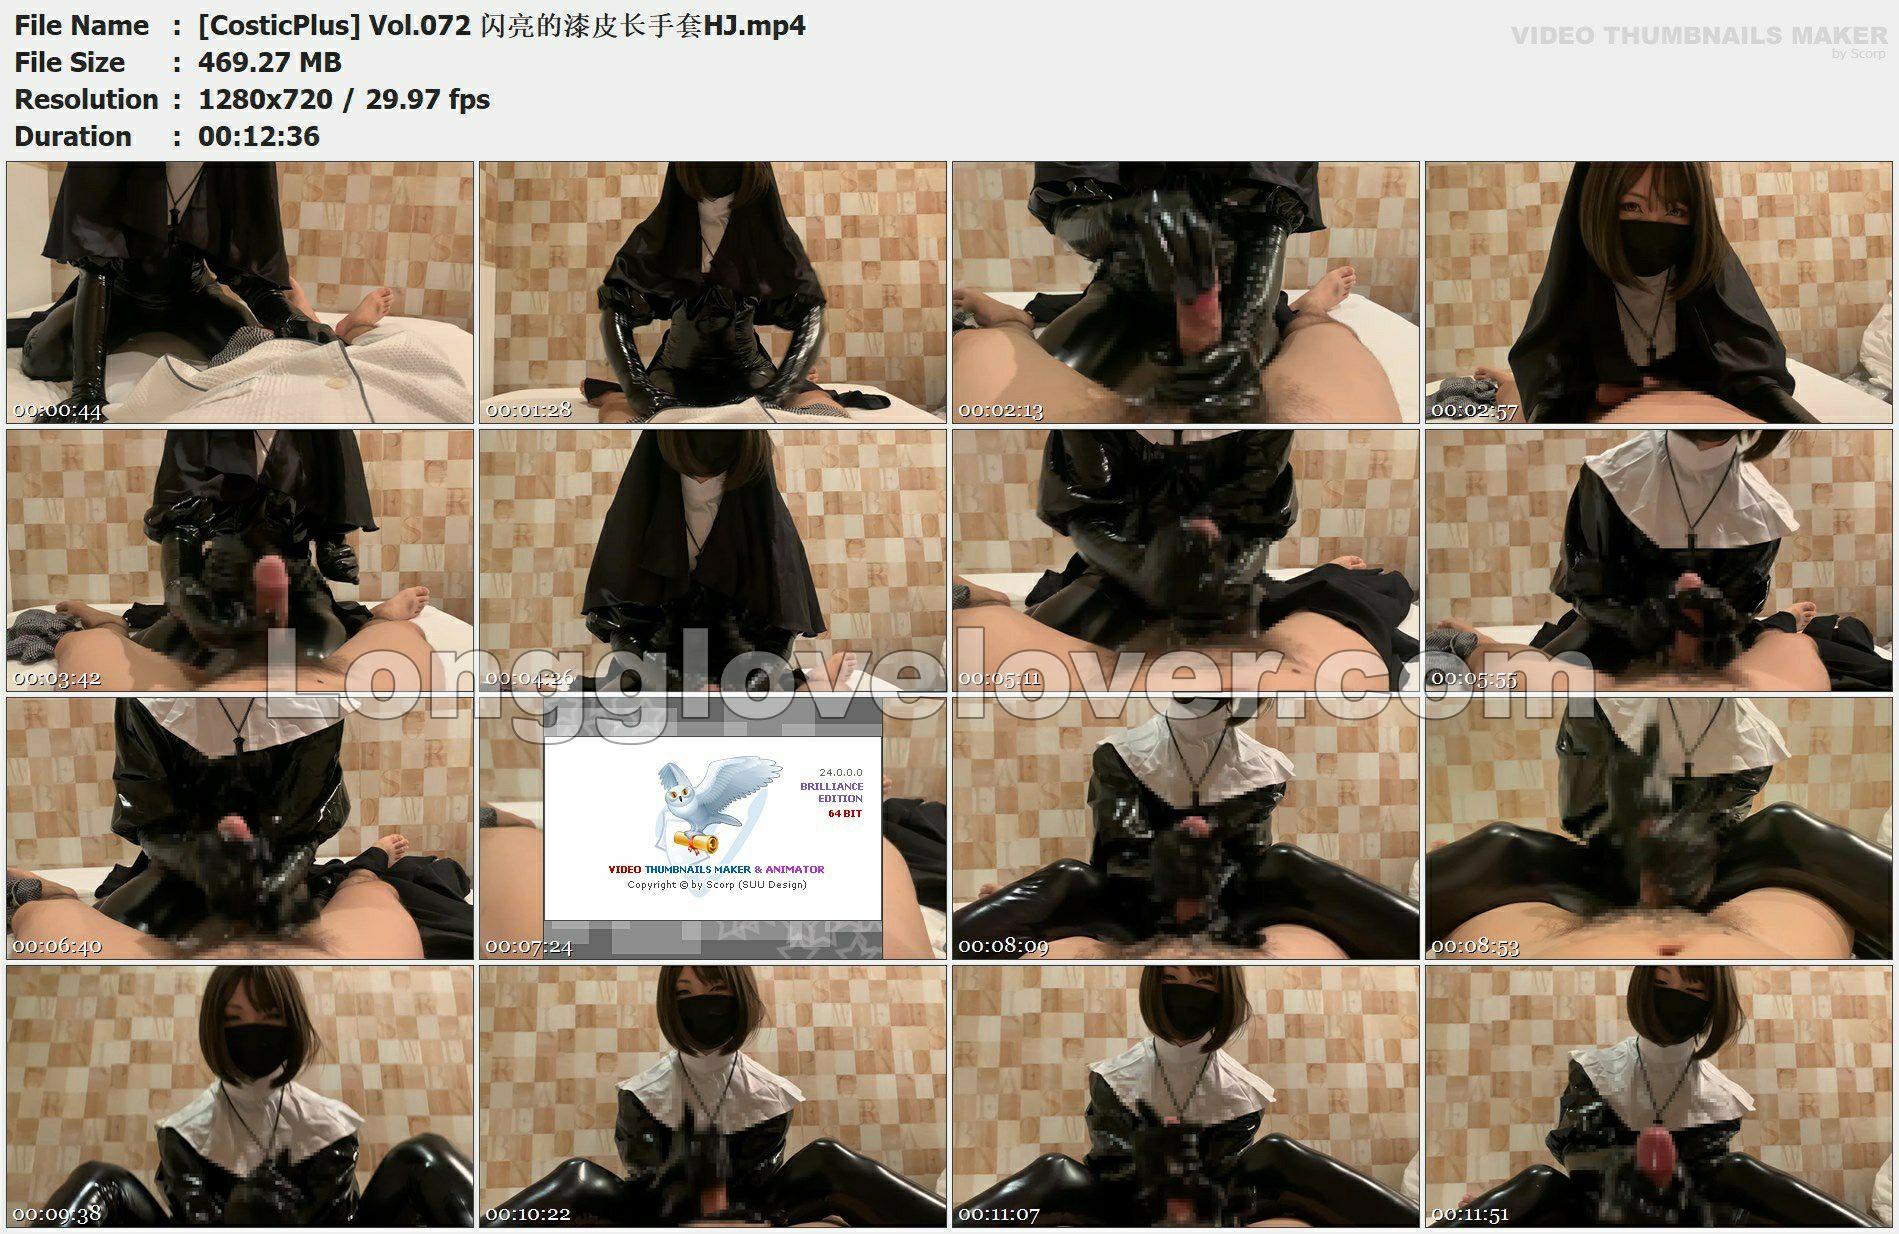 File Name : [CosticPlus] Vol.072 闪亮的漆皮长手套HJ.mp4
File Size : 469.27 MB
Resolution : 1280x720 / 29.97 fps
Duration : 00:12:36
VIDEO THUMBNAILS MAKER
by Scorp
00:00:44
00:01:28
00:02:13
00:02:57
00:03:42
00:04:26
00:05:11
00:05:55
Longglovelover.com
00:06:40
24.0.0.0
BRILLIANCE
EDITION
64 BIT
VIDEO THUMBNAILS MAKER & ANIMATOR
Copyright © by Scorp (SUU Design)
00:07:24
00:08:09
00:08:53
00:09:38
00:10:22
00:11:07
00:11:51